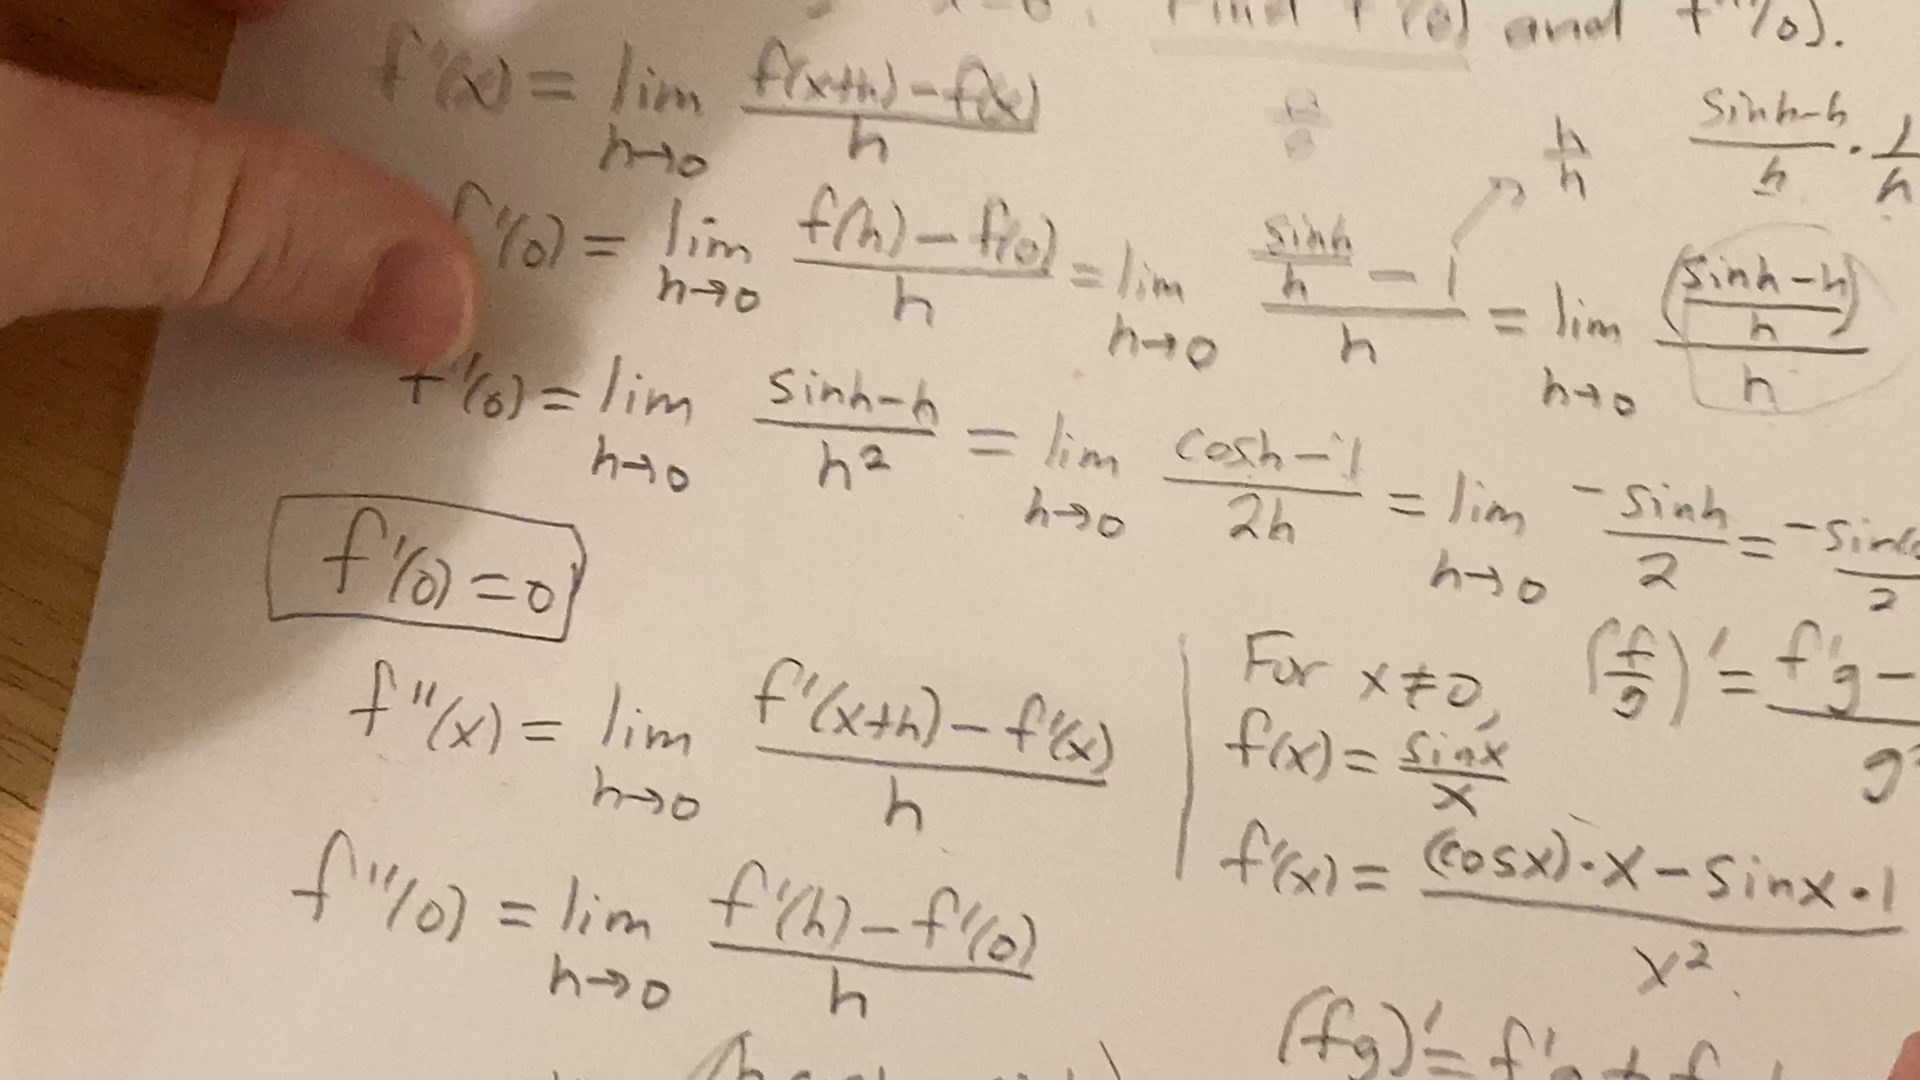 and f''(0).
f'(x) = lim h→0 f(x+h) - f(x) / h
h/h
sinh-h / h · 1/h
f'(0) = lim h→0 f(h) - f(0) / h = lim h→0 sinh/h - 1 / h = lim h→0 (sinh-h / h) / h
f'(0) = lim h→0 sinh-h / h² = lim h→0 cosh-1 / 2h = lim h→0 -sinh / 2 = / 2
f'(0) = 0
f''(x) = lim h→0 f'(x+h) - f'(x) / h
For x≠0, (f/g)' = f'g - / g²
f(x) = sinx / x
f'(x) = (cosx)·x - sinx·1 / x²
f''(0) = lim h→0 f'(h) - f'(0) / h
(fg)' = f'g +